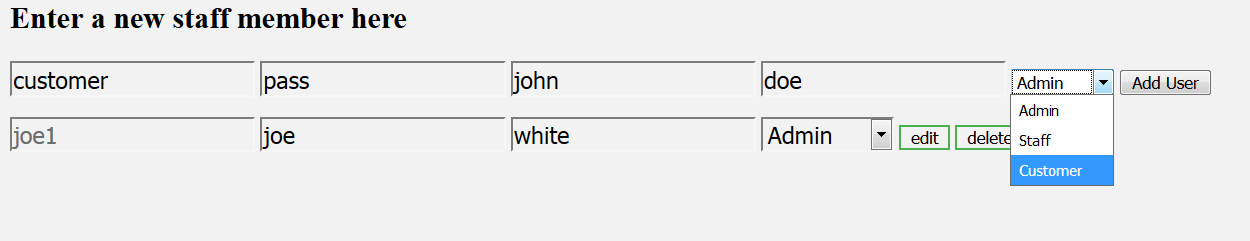 Enter a new staff member here
customer pass john doe Admin Add User
Admin
joe1 joe white Admin edit delete
Staff
Customer